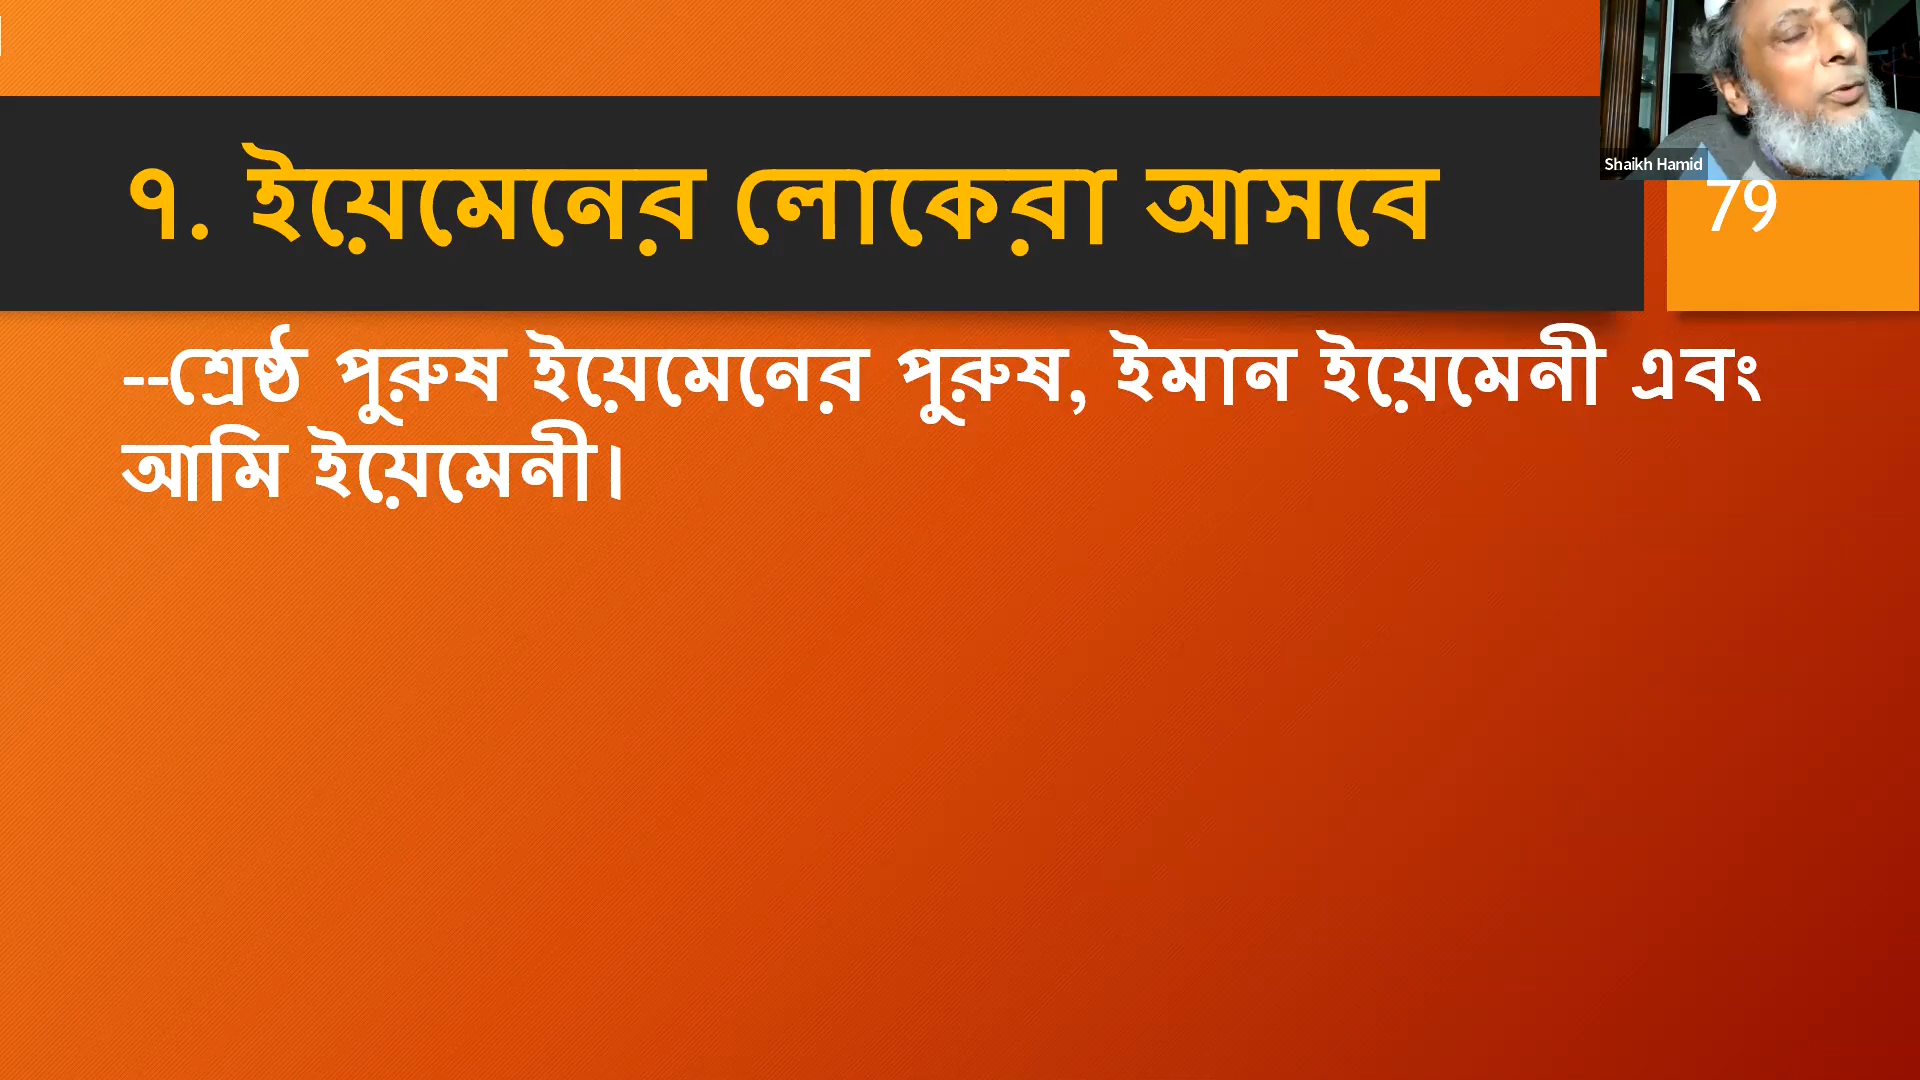 Shaikh Hamid
৭. ইয়েমেনের লোকেরা আসবে
79
--শ্রেষ্ঠ পুরুষ ইয়েমেনের পুরুষ, ইমান ইয়েমেনী এবং
আমি ইয়েমেনী।